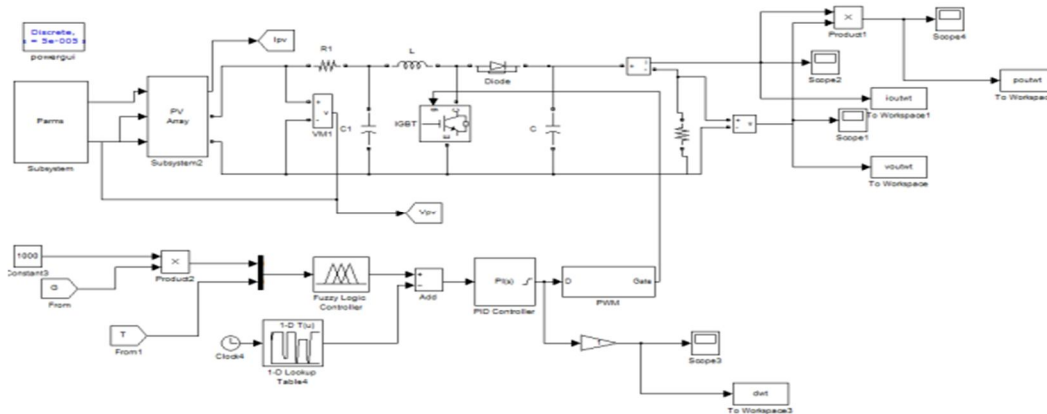 Discrete,
= 5e-005
powergui
Parms
Subsystem
PV
Array
Subsystem2
Ipv
R1
VM1
C1
L
IGBT
Diode
C
Vpv
Product1
Scope4
Scope2
poutwt
To Workspace
ioutwt
To Workspace1
Scope1
voutwt
To Workspace
1000
Constant3
G
From
Product2
T
From1
Fuzzy Logic
Controller
Clock4
1-D T(u)
1-D Lookup
Table4
Add
PI(s)
PID Controller
D
Gate
PWM
Scope3
dwt
To Workspace3